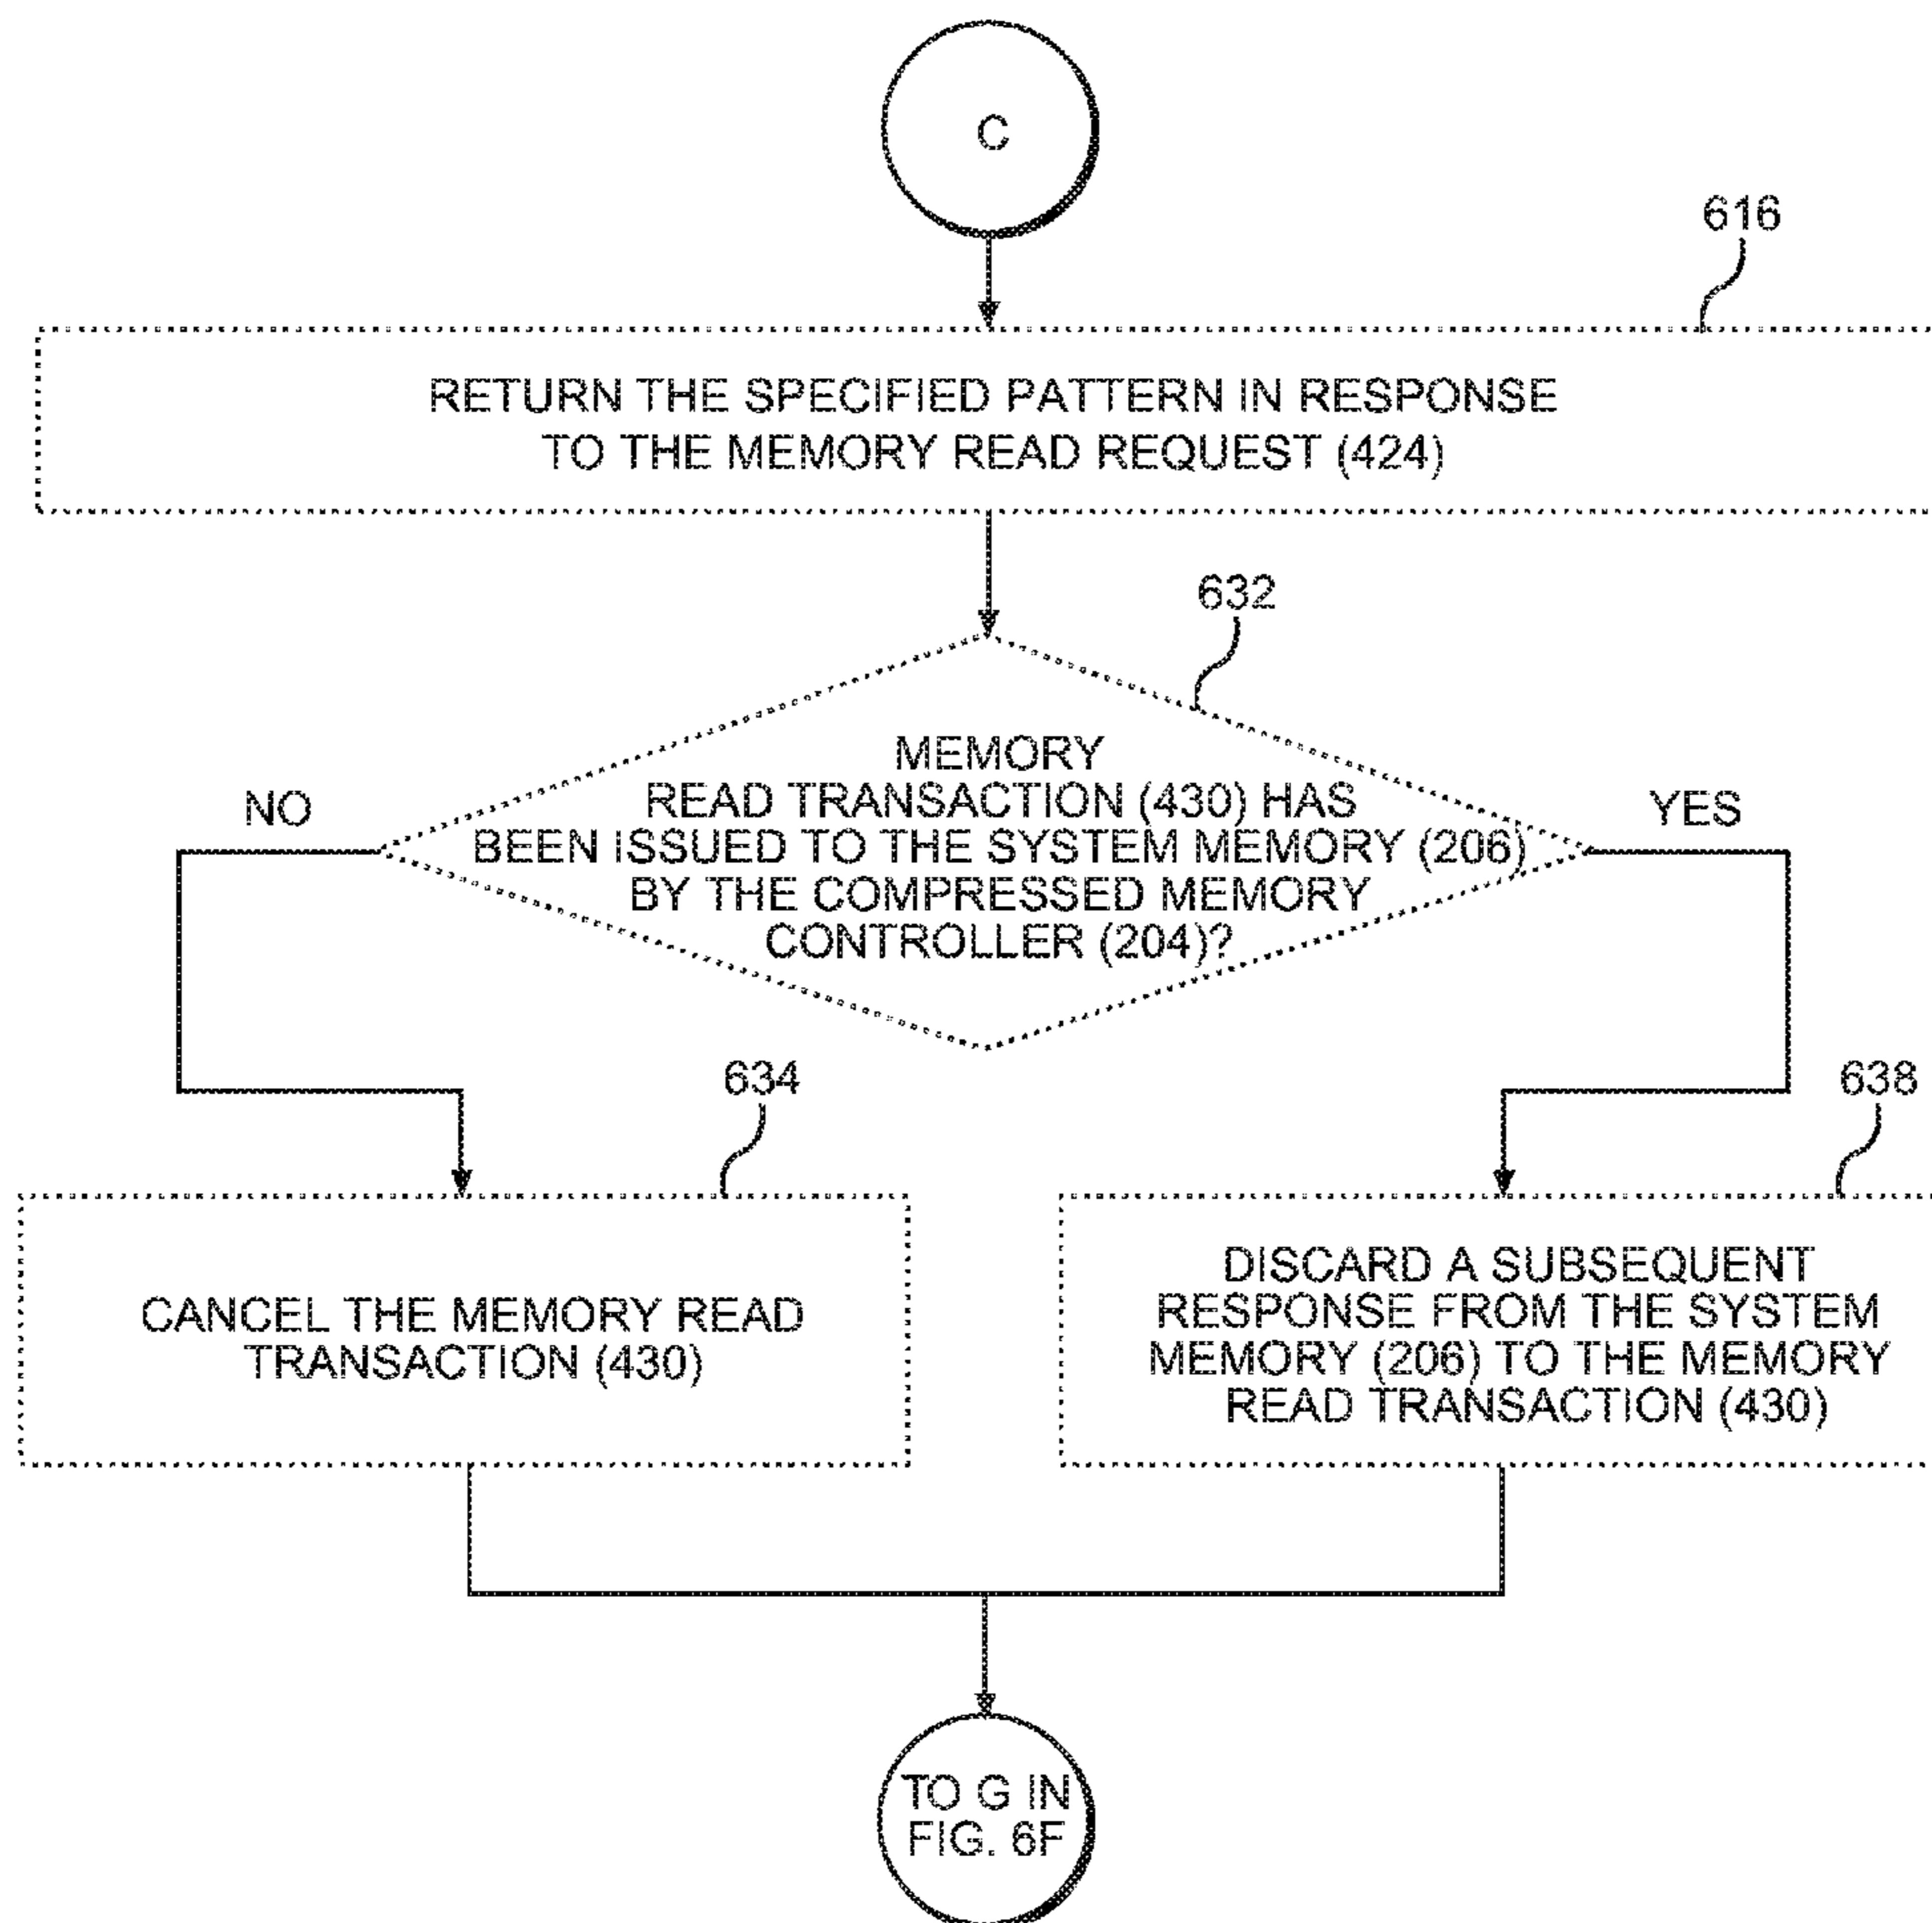 C
616
RETURN THE SPECIFIED PATTERN IN RESPONSE
TO THE MEMORY READ REQUEST (424)
632
MEMORY
READ TRANSACTION (430) HAS
BEEN ISSUED TO THE SYSTEM MEMORY (206)
BY THE COMPRESSED MEMORY
CONTROLLER (204)?
NO
YES
634
638
CANCEL THE MEMORY READ
TRANSACTION (430)
DISCARD A SUBSEQUENT
RESPONSE FROM THE SYSTEM
MEMORY (206) TO THE MEMORY
READ TRANSACTION (430)
TO G IN
FIG. 6F